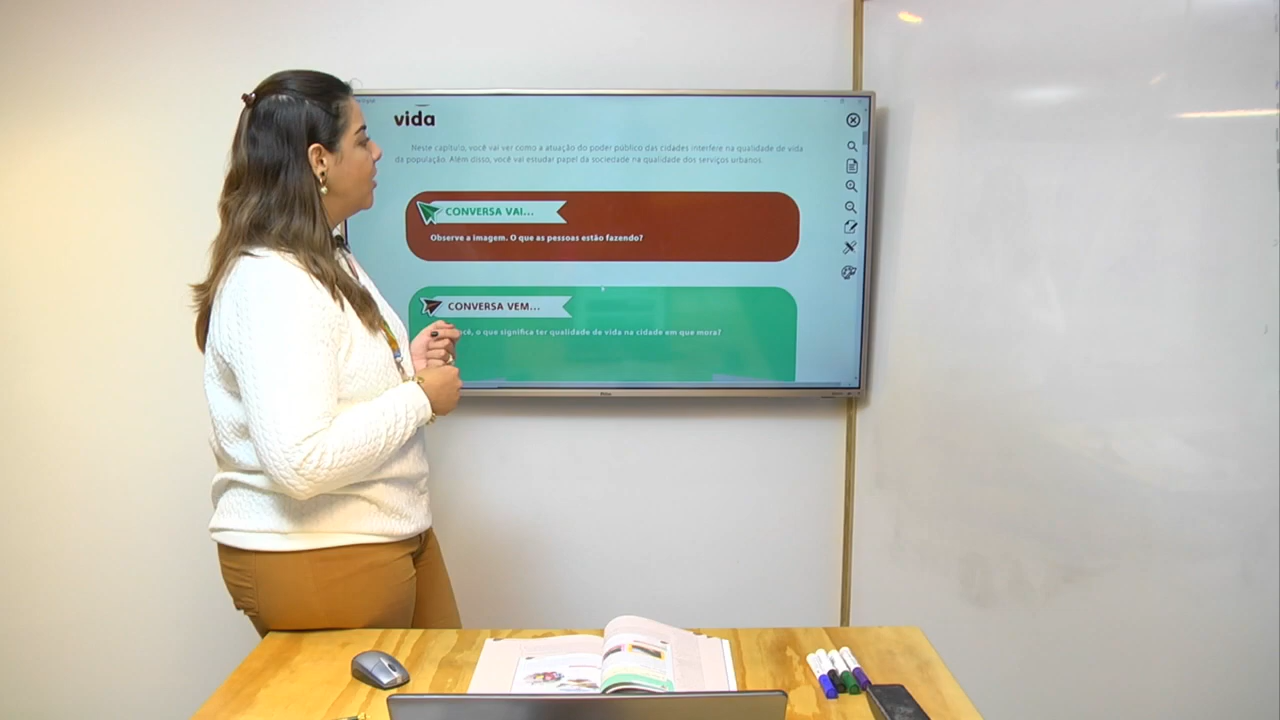 vida
Neste capítulo, você vai ver como a atuação do poder público das cidades interfere na qualidade de vida
da população. Além disso, você vai estudar papel da sociedade na qualidade dos serviços urbanos.
CONVERSA VAI...
Observe a imagem. O que as pessoas estão fazendo?
CONVERSA VEM...
o que significa ter qualidade de vida na cidade em que mora?